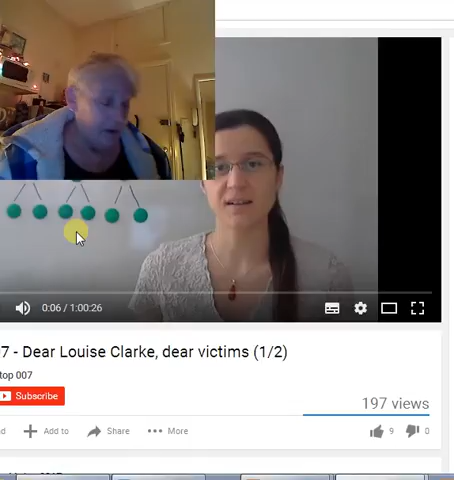 0:06 / 1:00:26
7 - Dear Louise Clarke, dear victims (1/2)
top 007
Subscribe
197 views
Add to
Share
More
9
0